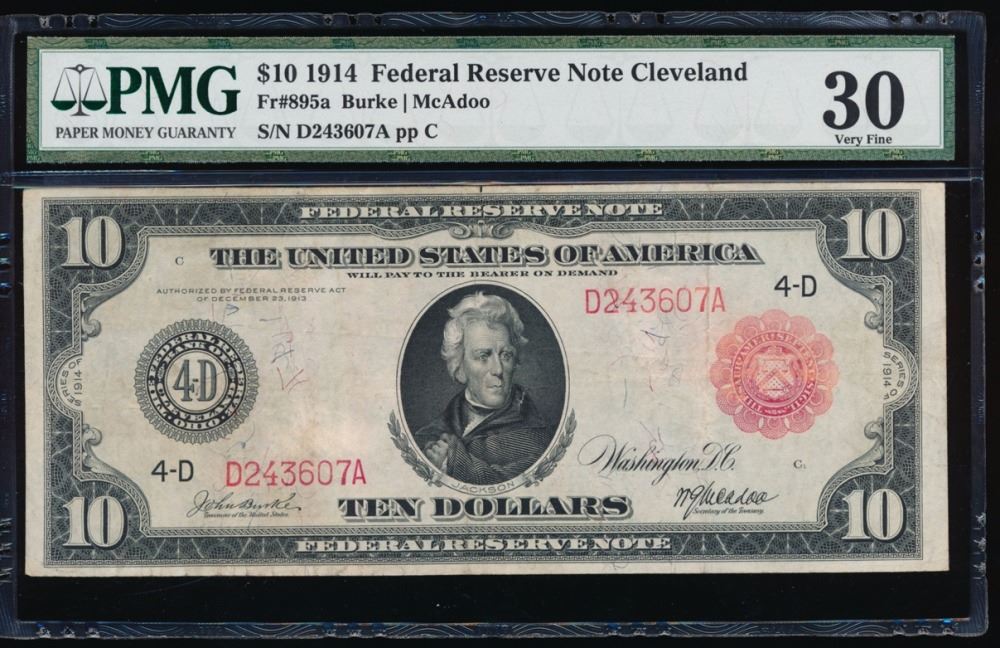 PMG
PAPER MONEY GUARANTY
$10 1914 Federal Reserve Note Cleveland
Fr#895a Burke | McAdoo
S/N D243607A pp C
30
Very Fine
FEDERAL RESERVE NOTE
10
10
C
THE UNITED STATES OF AMERICA
WILL PAY TO THE BEARER ON DEMAND
AUTHORIZED BY FEDERAL RESERVE ACT
OF DECEMBER 23, 1913
D243607A
4-D
SERIES OF 1914
4-D
OHIO
SERIES OF 1914
4-D
D243607A
JACKSON
Washington, D.C.
C1
John Burke
Treasurer of the United States.
TEN DOLLARS
W G McAdoo
Secretary of the Treasury.
10
10
FEDERAL RESERVE NOTE